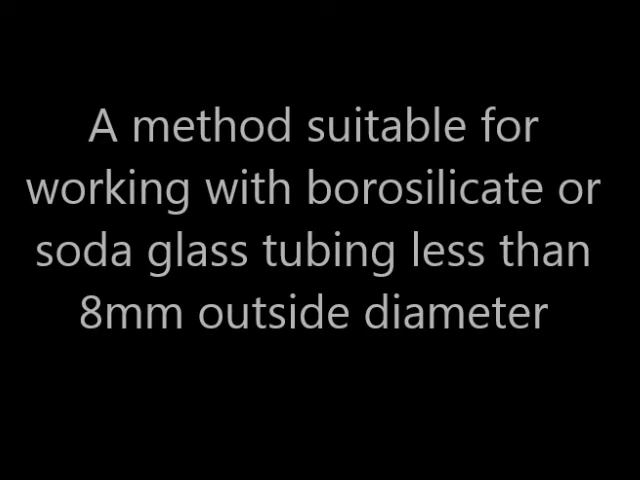 A method suitable for
working with borosilicate or
soda glass tubing less than
8mm outside diameter